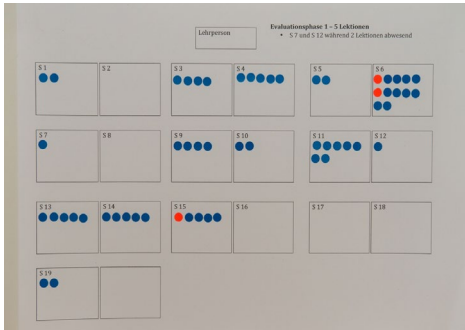 Evaluationsphase 1 – 5 Lektionen
Lehrperson
• S 7 und S 12 während 2 Lektionen abwesend
S 1
S 2
S 3
S 4
S 5
S 6
S 7
S 8
S 9
S 10
S 11
S 12
S 13
S 14
S 15
S 16
S 17
S 18
S 19